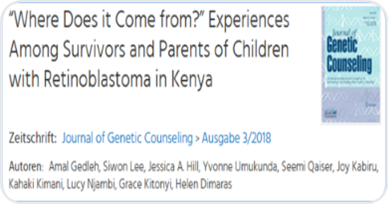 “Where Does it Come from?” Experiences
Among Survivors and Parents of Children
with Retinoblastoma in Kenya
Journal of
Genetic
Counseling
Zeitschrift: Journal of Genetic Counseling > Ausgabe 3/2018
Autoren: Amal Gedleh, Siwon Lee, Jessica A. Hill, Yvonne Umukunda, Seemi Qaiser, Joy Kabiru,
Kahaki Kimani, Lucy Njambi, Grace Kitonyi, Helen Dimaras